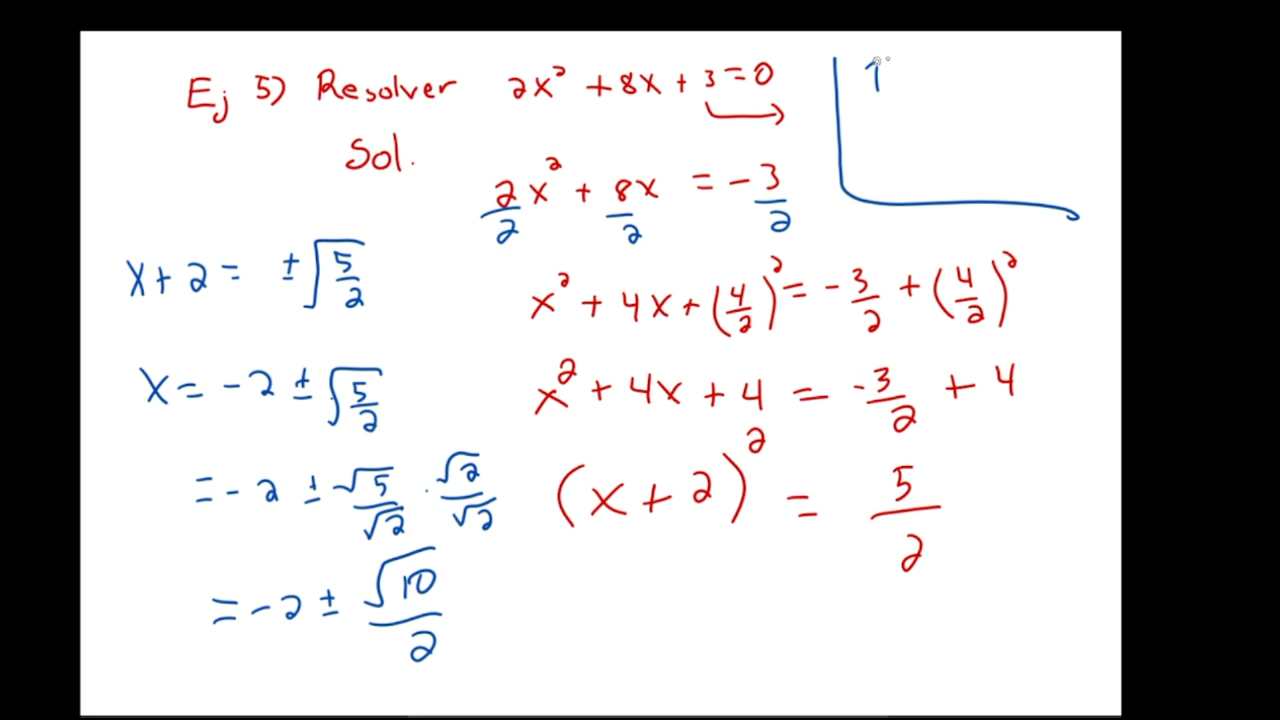 Ej 5) Resolver 2x² + 8x + 3 = 0
Sol.
2/2 x² + 8x/2 = -3/2
x² + 4x + (4/2)² = -3/2 + (4/2)²
x² + 4x + 4 = -3/2 + 4
(x + 2)² = 5/2
x + 2 = ± √(5/2)
x = -2 ± √(5/2)
= -2 ± √5/√2 · √2/√2
= -2 ± √10/2